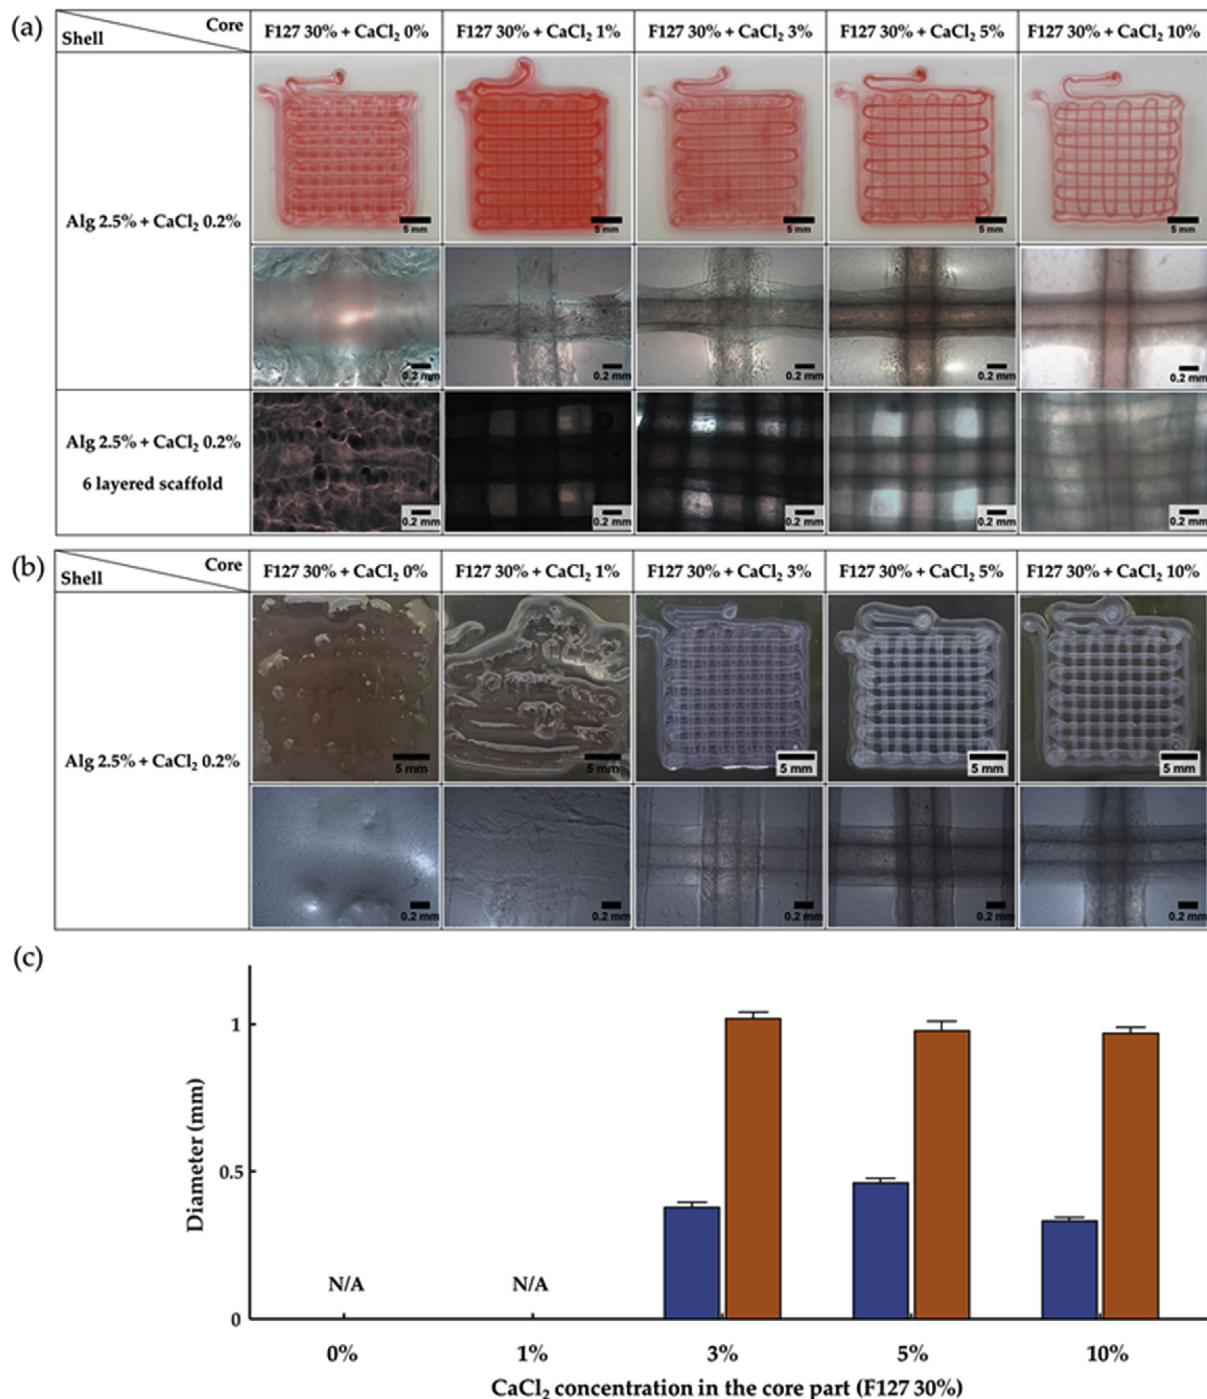 (a)
Core
Shell
F127 30% + CaCl₂ 0%
F127 30% + CaCl₂ 1%
F127 30% + CaCl₂ 3%
F127 30% + CaCl₂ 5%
F127 30% + CaCl₂ 10%
Alg 2.5% + CaCl₂ 0.2%
5 mm
5 mm
5 mm
5 mm
5 mm
0.2 mm
0.2 mm
0.2 mm
0.2 mm
0.2 mm
Alg 2.5% + CaCl₂ 0.2%
6 layered scaffold
0.2 mm
0.2 mm
0.2 mm
0.2 mm
0.2 mm
(b)
Core
Shell
F127 30% + CaCl₂ 0%
F127 30% + CaCl₂ 1%
F127 30% + CaCl₂ 3%
F127 30% + CaCl₂ 5%
F127 30% + CaCl₂ 10%
Alg 2.5% + CaCl₂ 0.2%
5 mm
5 mm
5 mm
5 mm
5 mm
0.2 mm
0.2 mm
0.2 mm
0.2 mm
0.2 mm
(c)
Diameter (mm)
1
0.5
0
N/A
N/A
0%
1%
3%
5%
10%
CaCl₂ concentration in the core part (F127 30%)